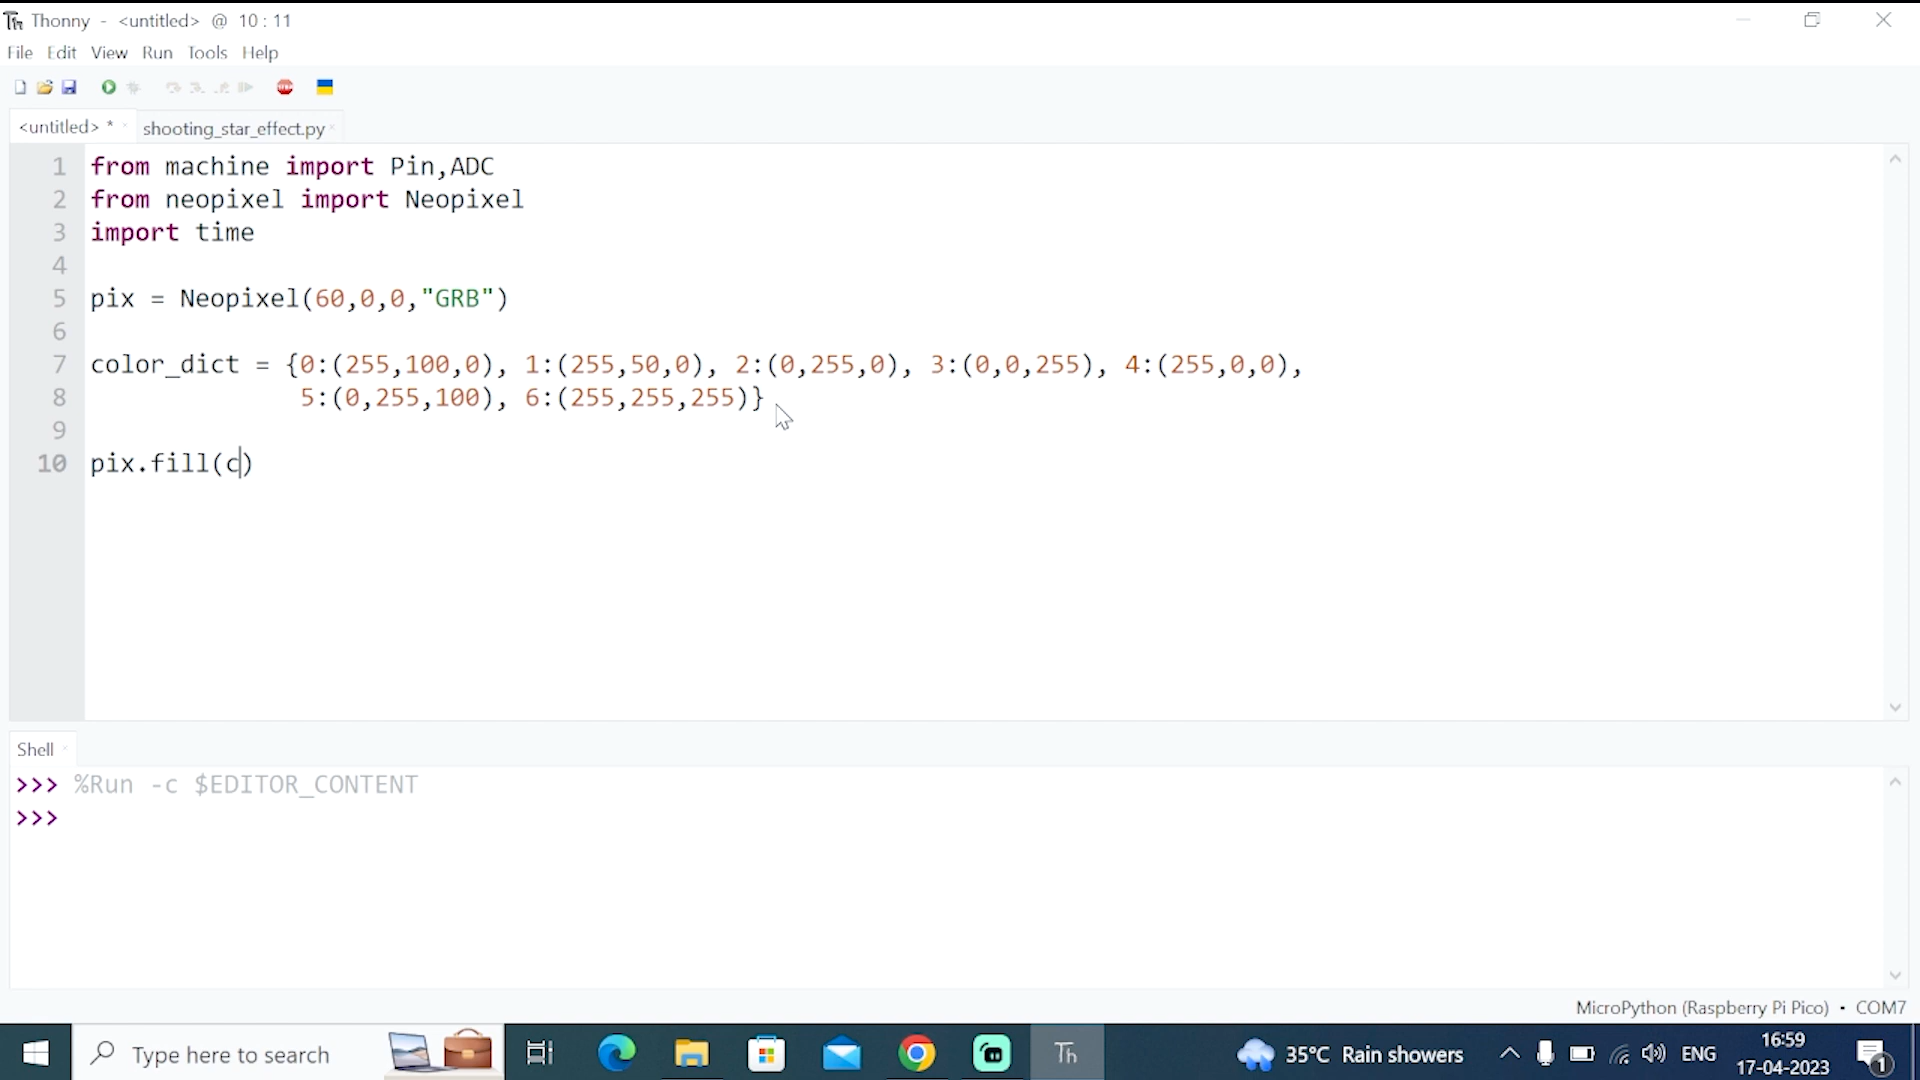 Thonny - <untitled> @ 10 : 11
File Edit View Run Tools Help
<untitled> * shooting_star_effect.py
1 from machine import Pin,ADC
2 from neopixel import Neopixel
3 import time
4
5 pix = Neopixel(60,0,0,"GRB")
6
7 color_dict = {0:(255,100,0), 1:(255,50,0), 2:(0,255,0), 3:(0,0,255), 4:(255,0,0),
8 5:(0,255,100), 6:(255,255,255)}
9
10 pix.fill(c)
Shell
>>> %Run -c $EDITOR_CONTENT
>>>
MicroPython (Raspberry Pi Pico) • COM7
Type here to search
Th
35°C Rain showers
ENG
16:59
17-04-2023
1